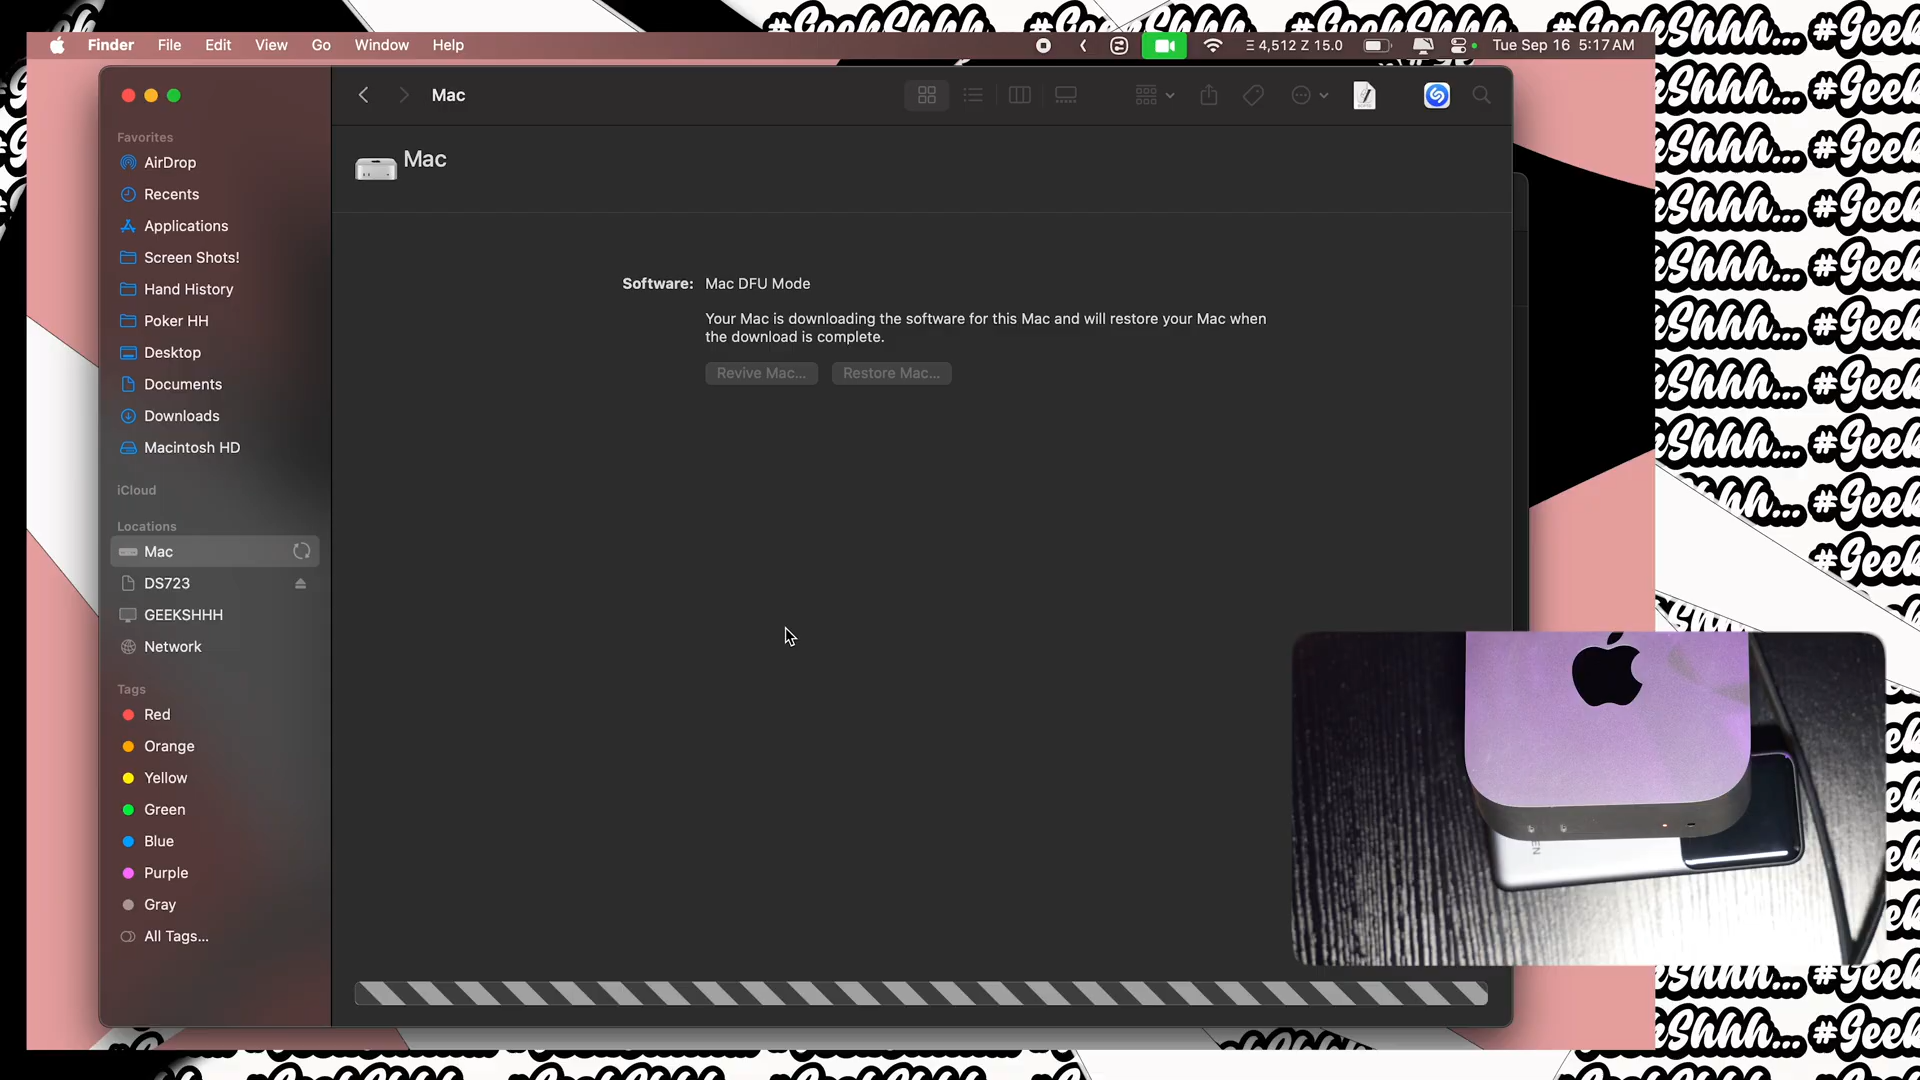 #GeekShhh... #GeekShhh... #GeekShhh... #GeekShhh...
Finder File Edit View Go Window Help
4,512 Z 15.0 Tue Sep 16 5:17 AM
Mac
Favorites
AirDrop
Recents
Applications
Screen Shots!
Hand History
Poker HH
Desktop
Documents
Downloads
Macintosh HD
iCloud
Locations
Mac
DS723
GEEKSHHH
Network
Tags
Red
Orange
Yellow
Green
Blue
Purple
Gray
All Tags...
Mac
Software: Mac DFU Mode
Your Mac is downloading the software for this Mac and will restore your Mac when
the download is complete.
Revive Mac... Restore Mac...